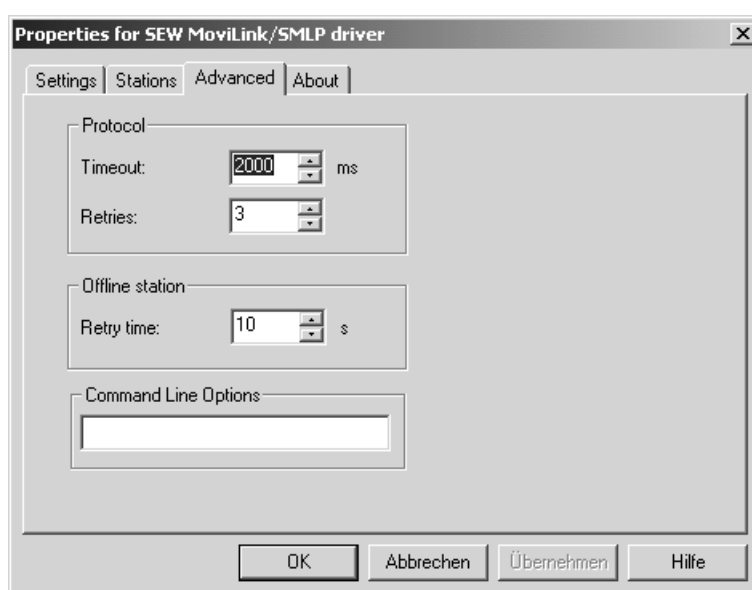 Properties for SEW MoviLink/SMLP driver
Settings Stations Advanced About
Protocol
Timeout: 2000 ms
Retries: 3
Offline station
Retry time: 10 s
Command Line Options
OK Abbrechen Übernehmen Hilfe